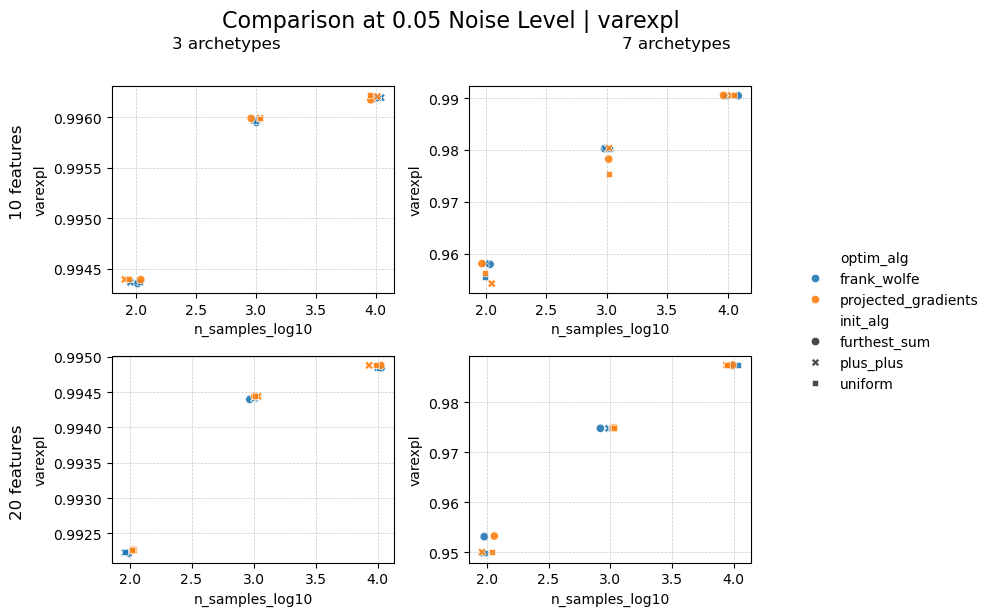 Comparison at 0.05 Noise Level | varexpl
3 archetypes
7 archetypes
10 features
varexpl
0.9960
0.9955
0.9950
0.9945
2.0 2.5 3.0 3.5 4.0
n_samples_log10
varexpl
0.99
0.98
0.97
0.96
2.0 2.5 3.0 3.5 4.0
n_samples_log10
20 features
varexpl
0.9950
0.9945
0.9940
0.9935
0.9930
0.9925
2.0 2.5 3.0 3.5 4.0
n_samples_log10
varexpl
0.98
0.97
0.96
0.95
2.0 2.5 3.0 3.5 4.0
n_samples_log10
optim_alg
frank_wolfe
projected_gradients
init_alg
furthest_sum
plus_plus
uniform